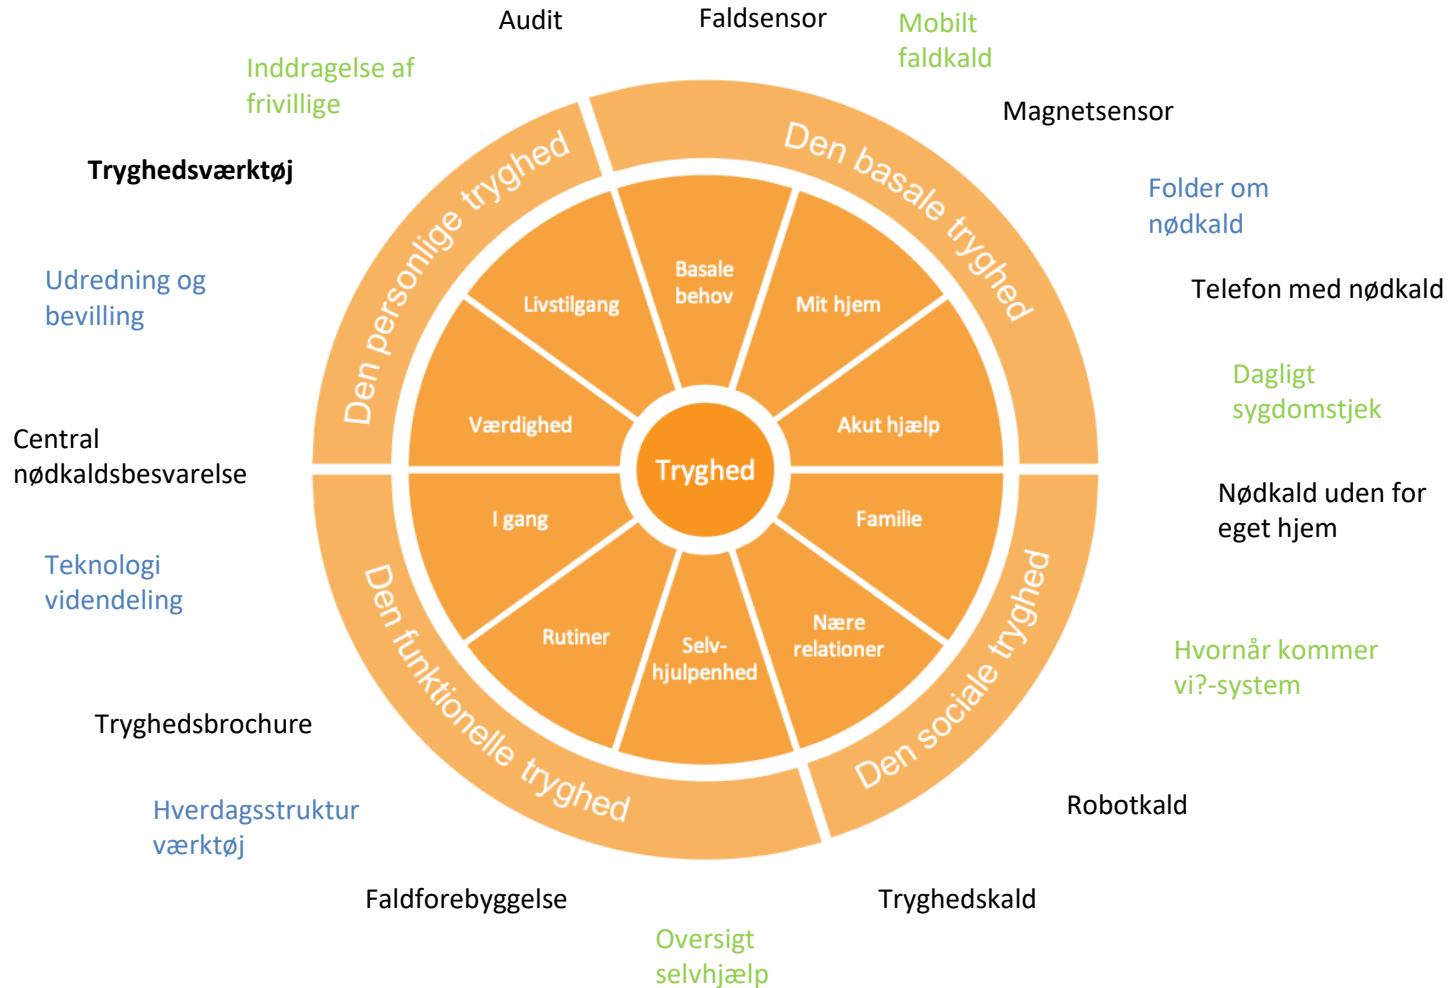 Audit
Faldsensor
Mobilt
faldkald
Inddragelse af
frivillige
Magnetsensor
Tryghedsværktøj
Folder om
nødkald
Udredning og
bevilling
Telefon med nødkald
Dagligt
sygdomstjek
Central
nødkaldsbesvarelse
Nødkald uden for
eget hjem
Teknologi
videndeling
Hvornår kommer
vi?-system
Tryghedsbrochure
Hverdagsstruktur
værktøj
Robotkald
Faldforebyggelse
Tryghedskald
Oversigt
selvhjælp
Den personlige tryghed
Den basale tryghed
Den sociale tryghed
Den funktionelle tryghed
Livstilgang
Basale
behov
Mit hjem
Værdighed
Akut hjælp
Tryghed
I gang
Familie
Rutiner
Selv-
hjulpenhed
Nære
relationer